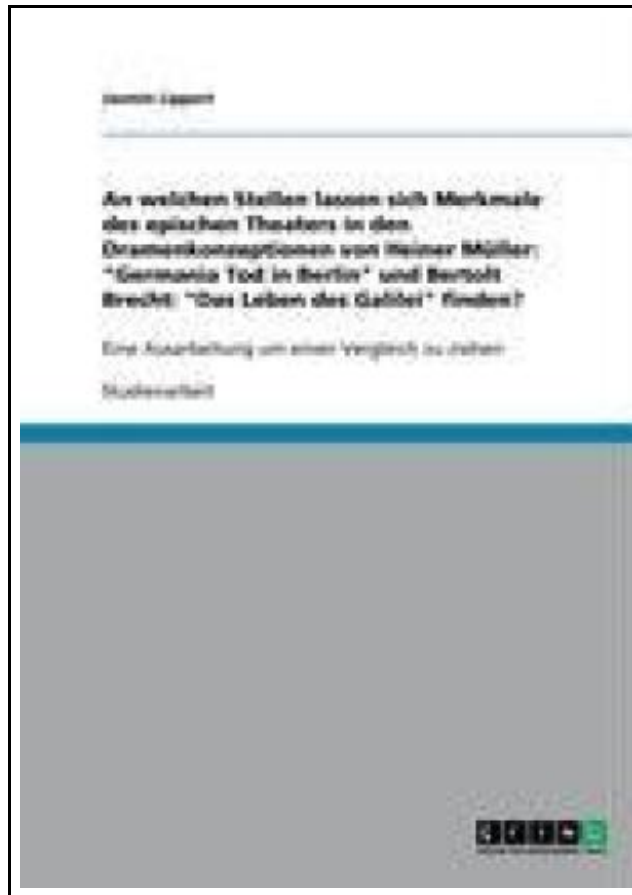 Jasmin Lippert
An welchen Stellen lassen sich Merkmale
des epischen Theaters in den
Dramenkonzeptionen von Heiner Müller:
"Germania Tod in Berlin" und Bertolt
Brecht: "Das Leben des Galilei" finden?
Eine Ausarbeitung um einen Vergleich zu ziehen
Studienarbeit
GRIN